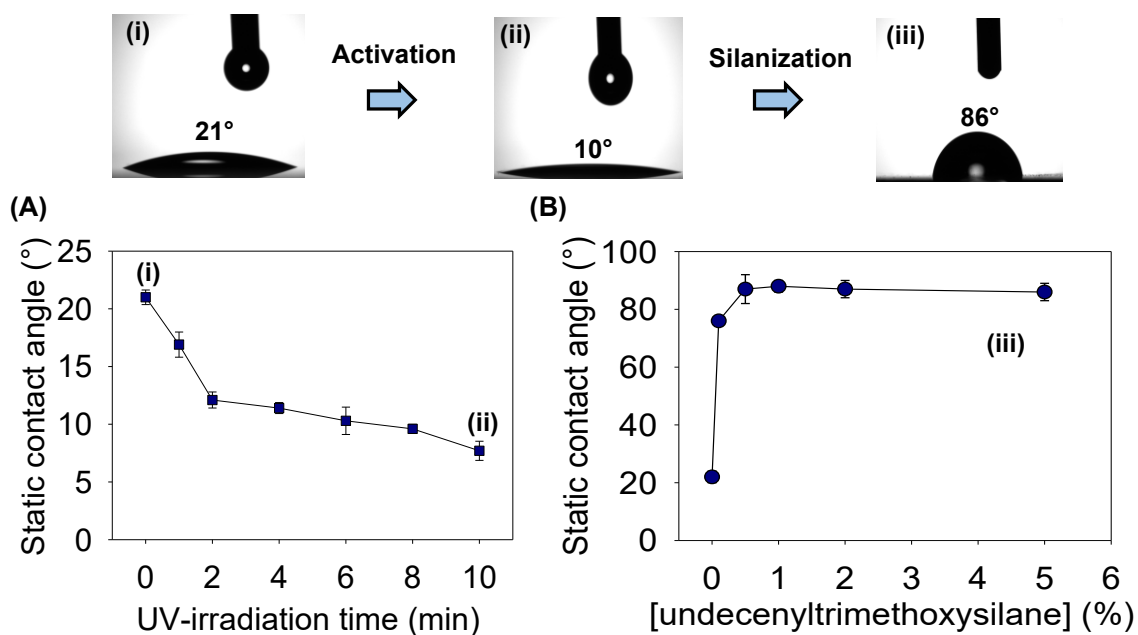 (i)
Activation
(ii)
Silanization
(iii)
21°
10°
86°
(A)
Static contact angle (°)
25
20
15
10
5
0
(i)
(ii)
0 2 4 6 8 10
UV-irradiation time (min)
(B)
Static contact angle (°)
100
80
60
40
20
0
(iii)
0 1 2 3 4 5 6
[undecenyltrimethoxysilane] (%)